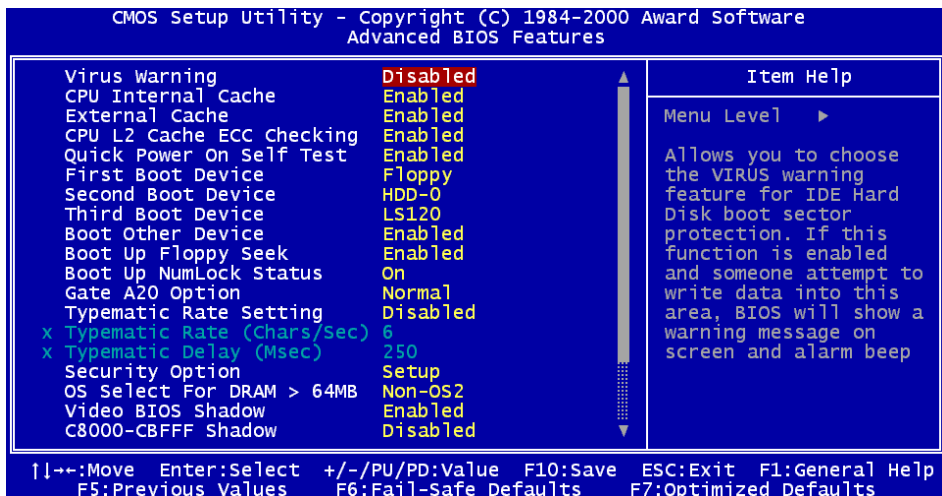 CMOS Setup Utility - Copyright (C) 1984-2000 Award Software
Advanced BIOS Features
Virus Warning Disabled
CPU Internal Cache Enabled
External Cache Enabled
CPU L2 Cache ECC Checking Enabled
Quick Power On Self Test Enabled
First Boot Device Floppy
Second Boot Device HDD-0
Third Boot Device LS120
Boot Other Device Enabled
Boot Up Floppy Seek Enabled
Boot Up NumLock Status On
Gate A20 Option Normal
Typematic Rate Setting Disabled
x Typematic Rate (Chars/Sec) 6
x Typematic Delay (Msec) 250
Security Option Setup
OS Select For DRAM > 64MB Non-OS2
Video BIOS Shadow Enabled
C8000-CBFFF Shadow Disabled
Item Help
Menu Level ▶
Allows you to choose
the VIRUS warning
feature for IDE Hard
Disk boot sector
protection. If this
function is enabled
and someone attempt to
write data into this
area, BIOS will show a
warning message on
screen and alarm beep
↑↓→←:Move Enter:Select +/-/PU/PD:Value F10:Save ESC:Exit F1:General Help
F5:Previous Values F6:Fail-Safe Defaults F7:Optimized Defaults